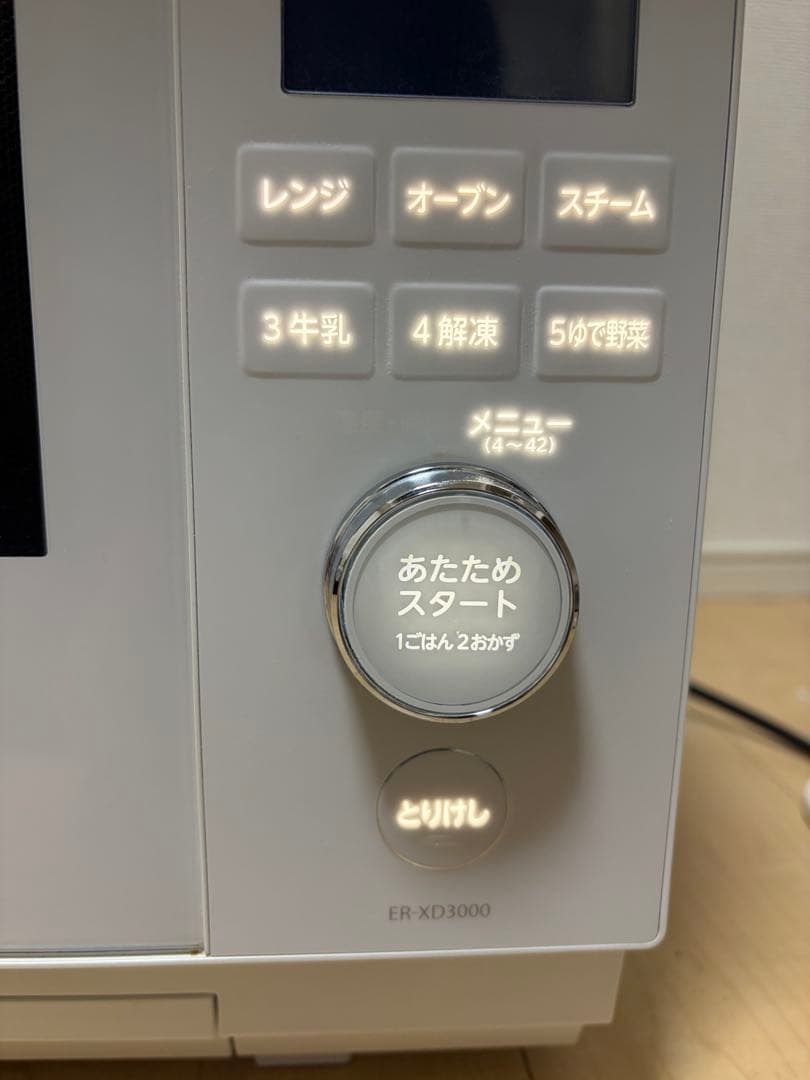 レンジ オーブン スチーム
3牛乳 4解凍 5ゆで野菜
メニュー
(4～42)
あたため
スタート
1ごはん 2おかず
とりけし
ER-XD3000